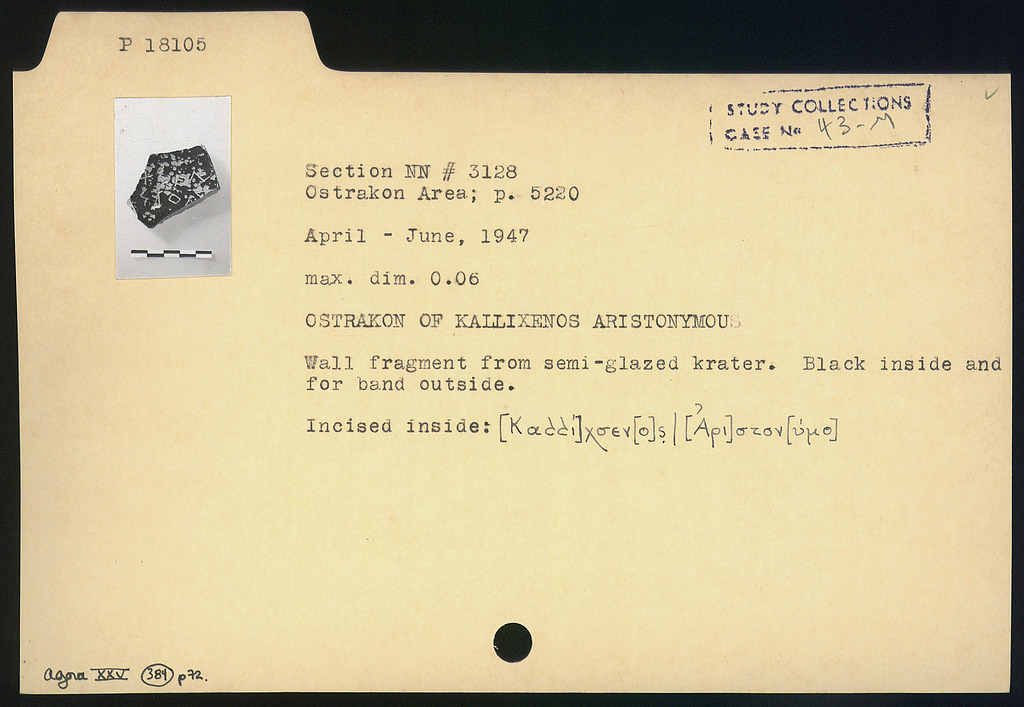 P 18105
STUDY COLLECTIONS
CASE No 43-M
Section NN # 3128
Ostrakon Area; p. 5220
April - June, 1947
max. dim. 0.06
OSTRAKON OF KALLIXENOS ARISTONYMOUS
Wall fragment from semi-glazed krater. Black inside and
for band outside.
Incised inside: [Καλλί]χσεν[ο]ς̣ | [Ἀρι]στον[ύμο]
Agora XXV (384) p72.